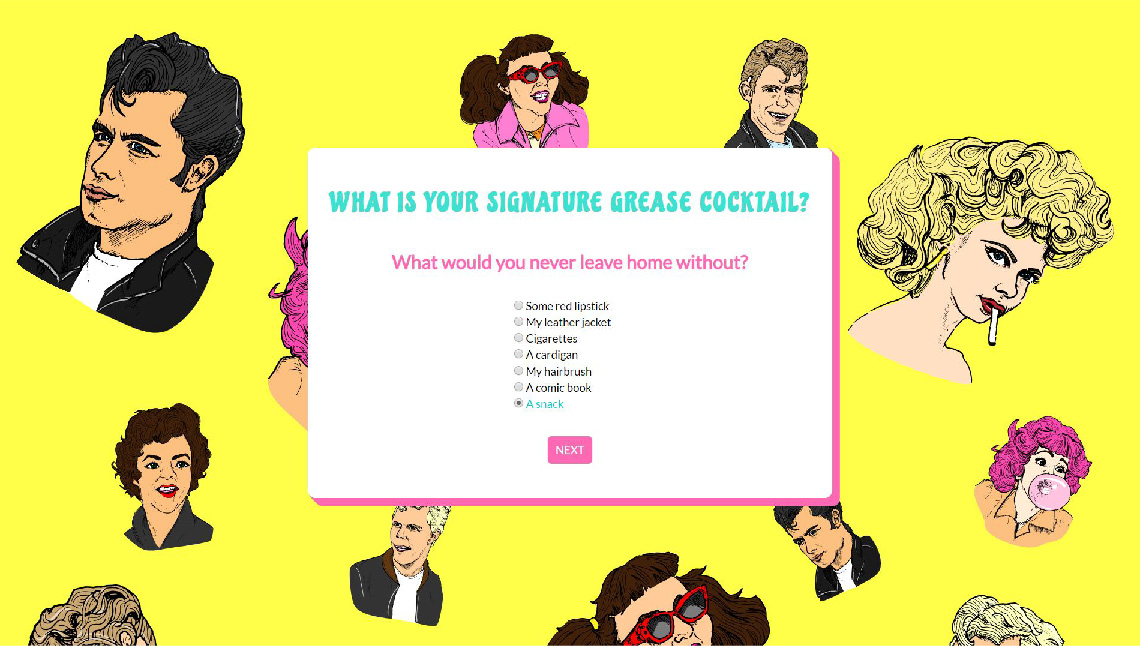 WHAT IS YOUR SIGNATURE GREASE COCKTAIL?
What would you never leave home without?
Some red lipstick
My leather jacket
Cigarettes
A cardigan
My hairbrush
A comic book
A snack
NEXT